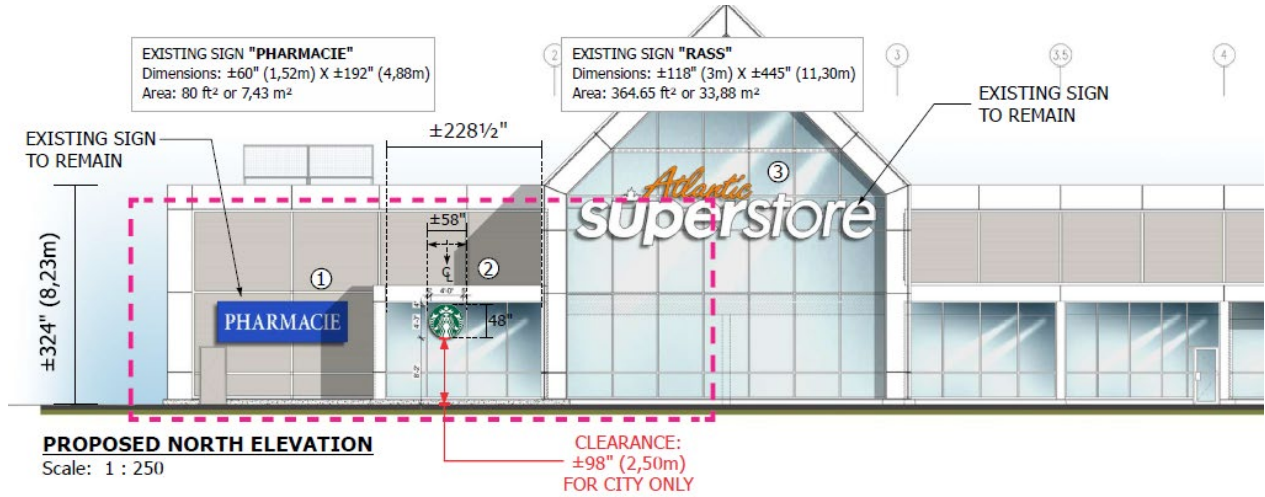 EXISTING SIGN "PHARMACIE"
Dimensions: ±60" (1,52m) X ±192" (4,88m)
Area: 80 ft² or 7,43 m²
2
EXISTING SIGN "RASS"
Dimensions: ±118" (3m) X ±445" (11,30m)
Area: 364.65 ft² or 33,88 m²
3
3.5
4
EXISTING SIGN
TO REMAIN
EXISTING SIGN
TO REMAIN
±228½"
3
Atlantic
superstore
±58"
℄
2
1
4'-0"
48"
PHARMACIE
±324" (8,23m)
PROPOSED NORTH ELEVATION
Scale: 1 : 250
CLEARANCE:
±98" (2,50m)
FOR CITY ONLY